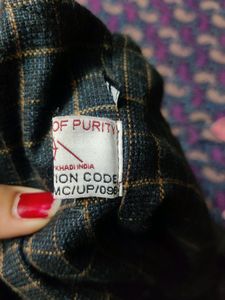 OF PURITY
KHADI INDIA
ION CODE
MC/UP/09